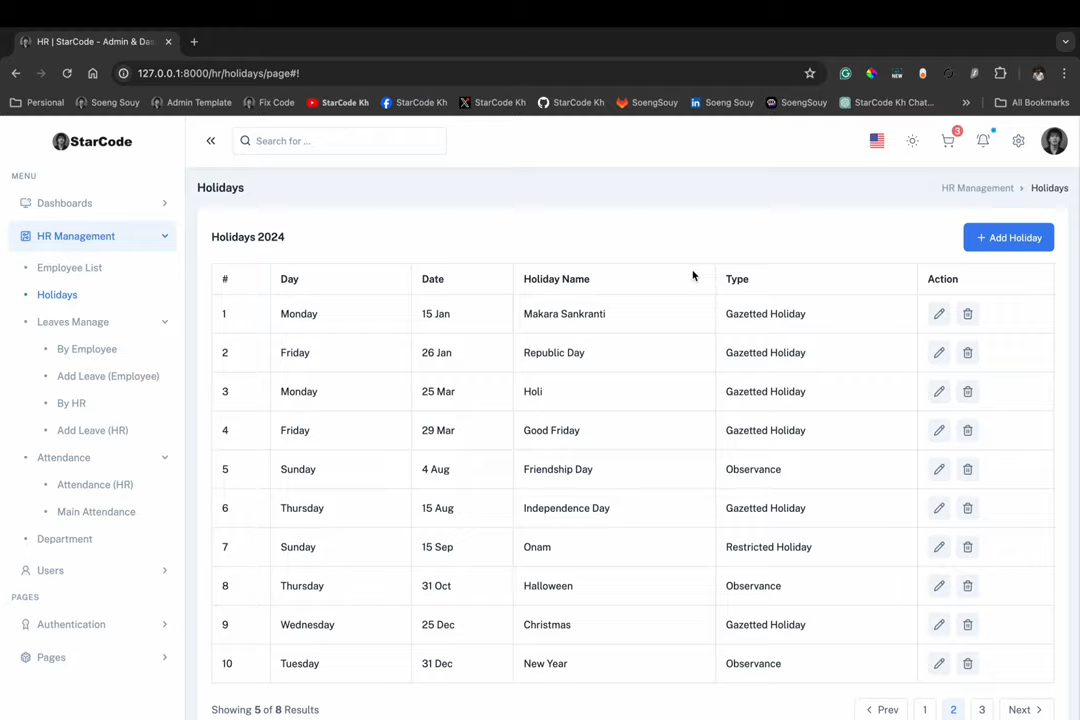 HR | StarCode - Admin & Das
127.0.0.1:8000/hr/holidays/page#!
Personal Soeng Souy Admin Template Fix Code StarCode Kh StarCode Kh StarCode Kh StarCode Kh SoengSouy Soeng Souy SoengSouy StarCode Kh Chat... » All Bookmarks
StarCode
Search for ...
3
MENU
Dashboards
HR Management
Employee List
Holidays
Leaves Manage
By Employee
Add Leave (Employee)
By HR
Add Leave (HR)
Attendance
Attendance (HR)
Main Attendance
Department
Users
PAGES
Authentication
Pages
Holidays
HR Management > Holidays
Holidays 2024
+ Add Holiday
# Day Date Holiday Name Type Action
1 Monday 15 Jan Makara Sankranti Gazetted Holiday
2 Friday 26 Jan Republic Day Gazetted Holiday
3 Monday 25 Mar Holi Gazetted Holiday
4 Friday 29 Mar Good Friday Gazetted Holiday
5 Sunday 4 Aug Friendship Day Observance
6 Thursday 15 Aug Independence Day Gazetted Holiday
7 Sunday 15 Sep Onam Restricted Holiday
8 Thursday 31 Oct Halloween Observance
9 Wednesday 25 Dec Christmas Gazetted Holiday
10 Tuesday 31 Dec New Year Observance
Showing 5 of 8 Results
< Prev 1 2 3 Next >